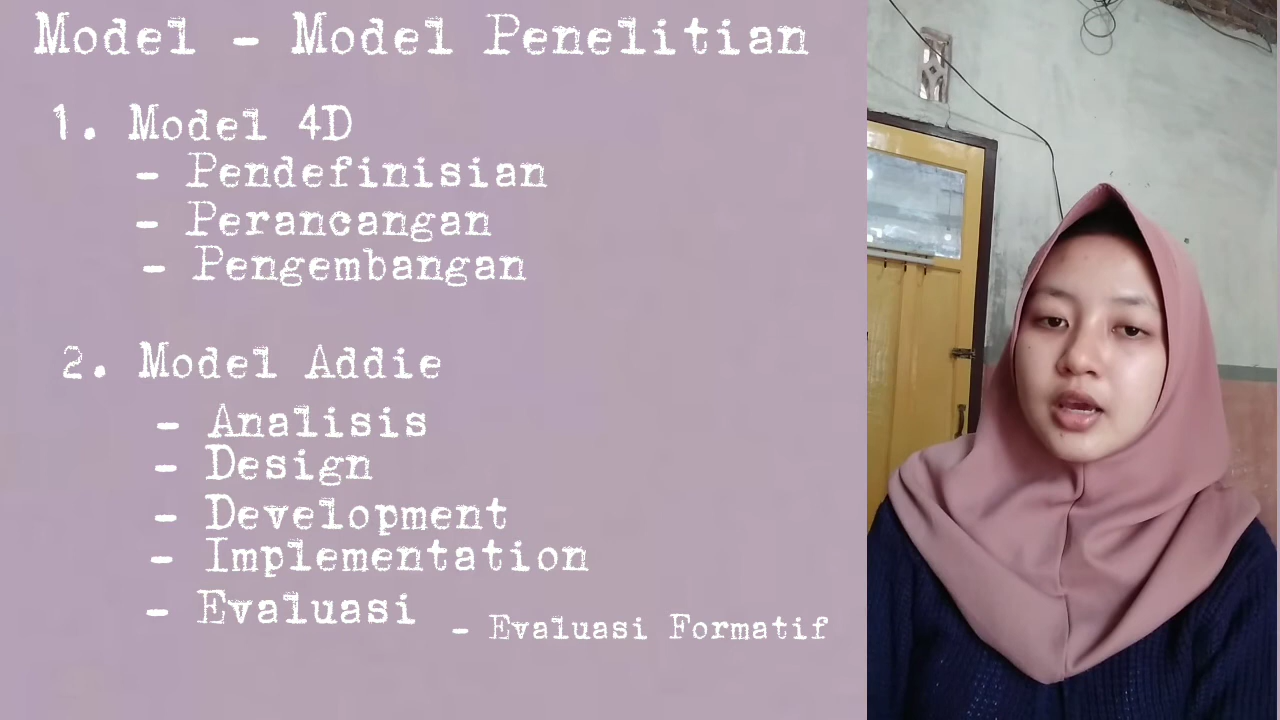 Model - Model Penelitian
1. Model 4D
- Pendefinisian
- Perancangan
- Pengembangan
2. Model Addie
- Analisis
- Design
- Development
- Implementation
- Evaluasi
- Evaluasi Formatif